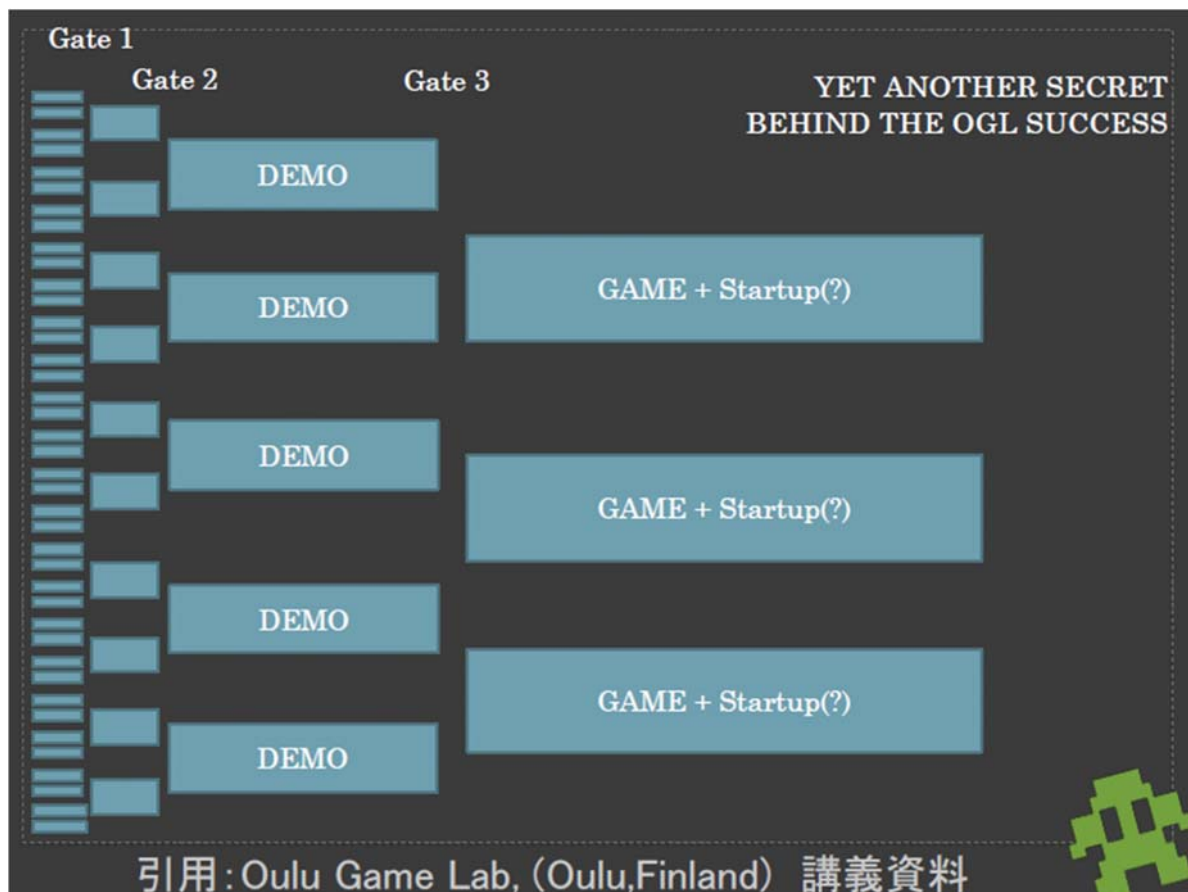 Gate 1
Gate 2
Gate 3
YET ANOTHER SECRET
BEHIND THE OGL SUCCESS
DEMO
GAME + Startup(?)
DEMO
DEMO
GAME + Startup(?)
DEMO
GAME + Startup(?)
DEMO
引用:Oulu Game Lab, (Oulu,Finland) 講義資料